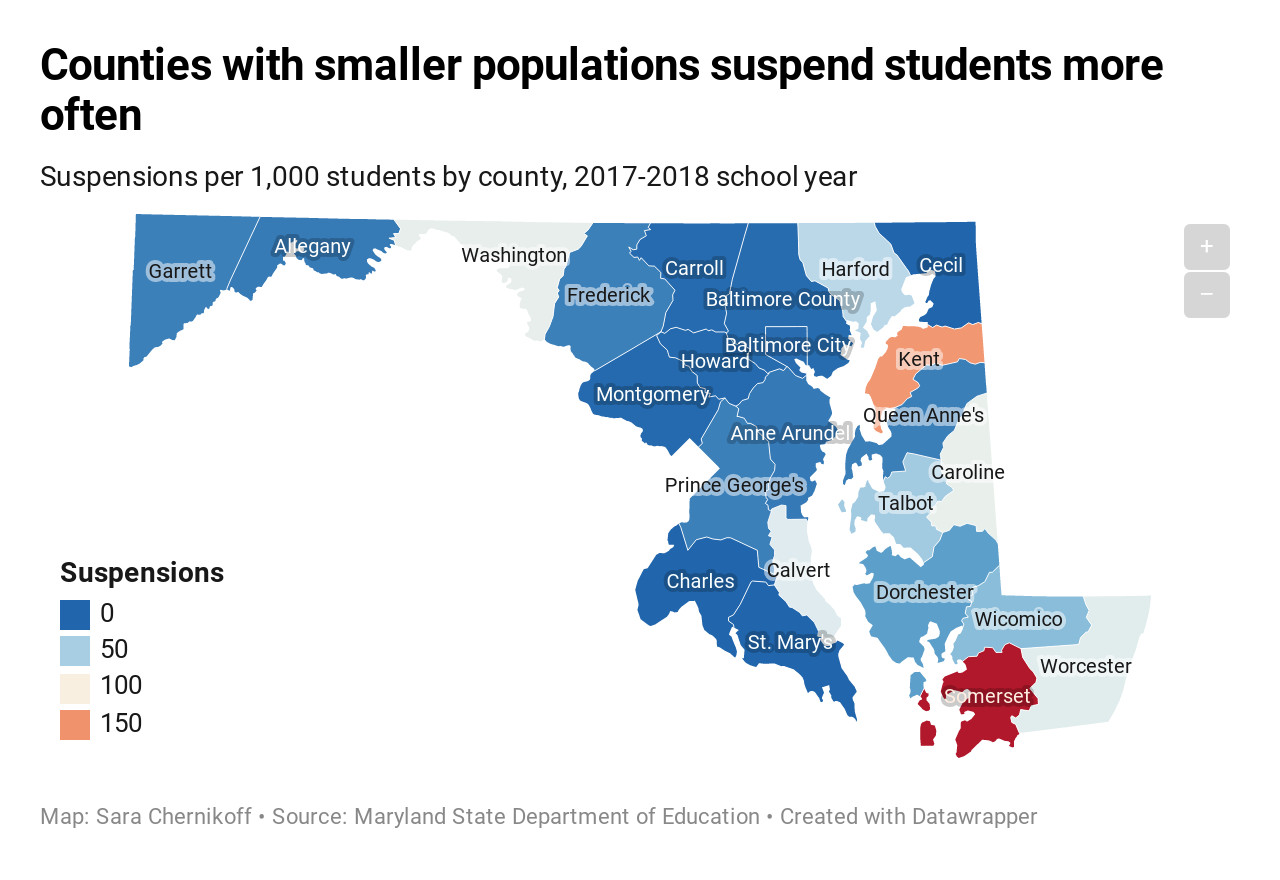 Counties with smaller populations suspend students more
often
Suspensions per 1,000 students by county, 2017-2018 school year
+
−
Garrett
Allegany
Washington
Frederick
Carroll
Harford
Cecil
Baltimore County
Baltimore City
Howard
Kent
Montgomery
Queen Anne's
Anne Arundel
Caroline
Prince George's
Talbot
Charles
Calvert
Dorchester
Wicomico
St. Mary's
Worcester
Somerset
Suspensions
0
50
100
150
Map: Sara Chernikoff • Source: Maryland State Department of Education • Created with Datawrapper